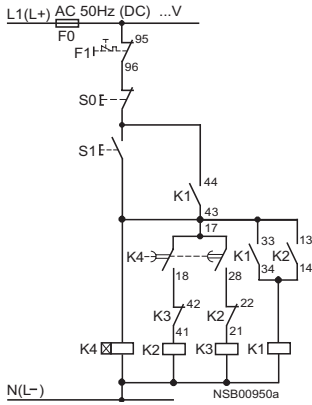 L1(L+) AC 50Hz (DC) ...V
F0
95
F1
96
S0
S1
44
K1
43
17
33
13
K4
K1
K2
18
28
34
14
K3
42
K2
22
41
21
K4
K2
K3
K1
N(L–)
NSB00950a